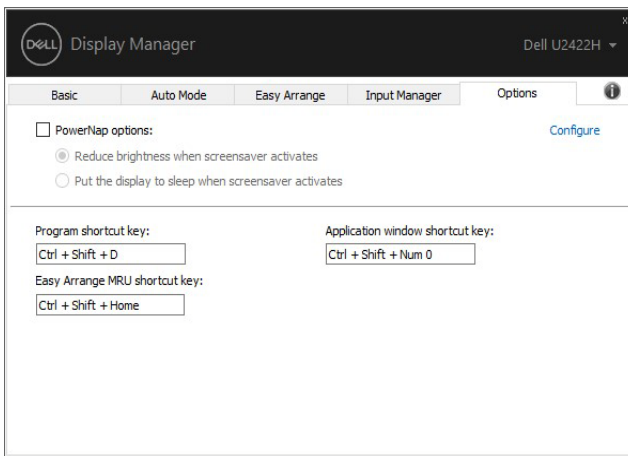 x
DELL Display Manager Dell U2422H
Basic Auto Mode Easy Arrange Input Manager Options i
PowerNap options: Configure
Reduce brightness when screensaver activates
Put the display to sleep when screensaver activates
Program shortcut key: Application window shortcut key:
Ctrl + Shift + D Ctrl + Shift + Num 0
Easy Arrange MRU shortcut key:
Ctrl + Shift + Home